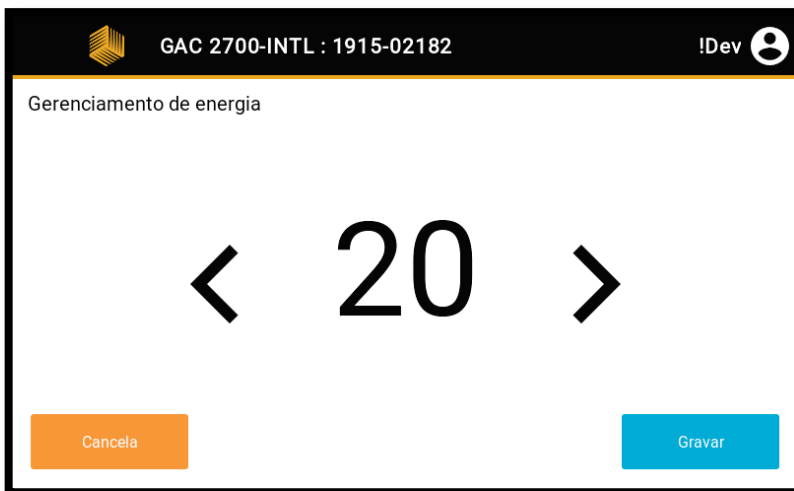 GAC 2700-INTL : 1915-02182
!Dev
Gerenciamento de energia
20
Cancela
Gravar